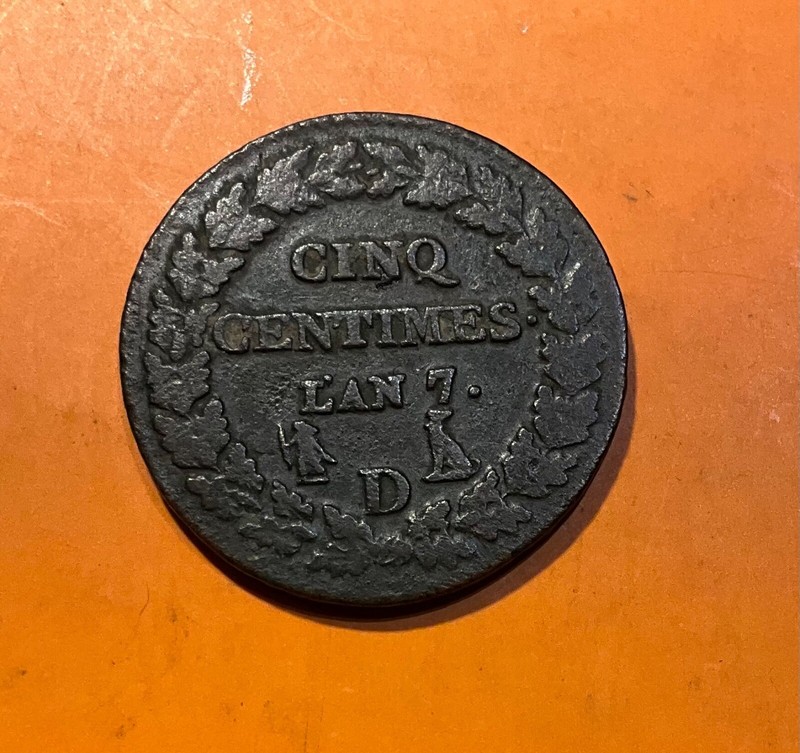 CINQ
CENTIMES.
L'AN 7.
D